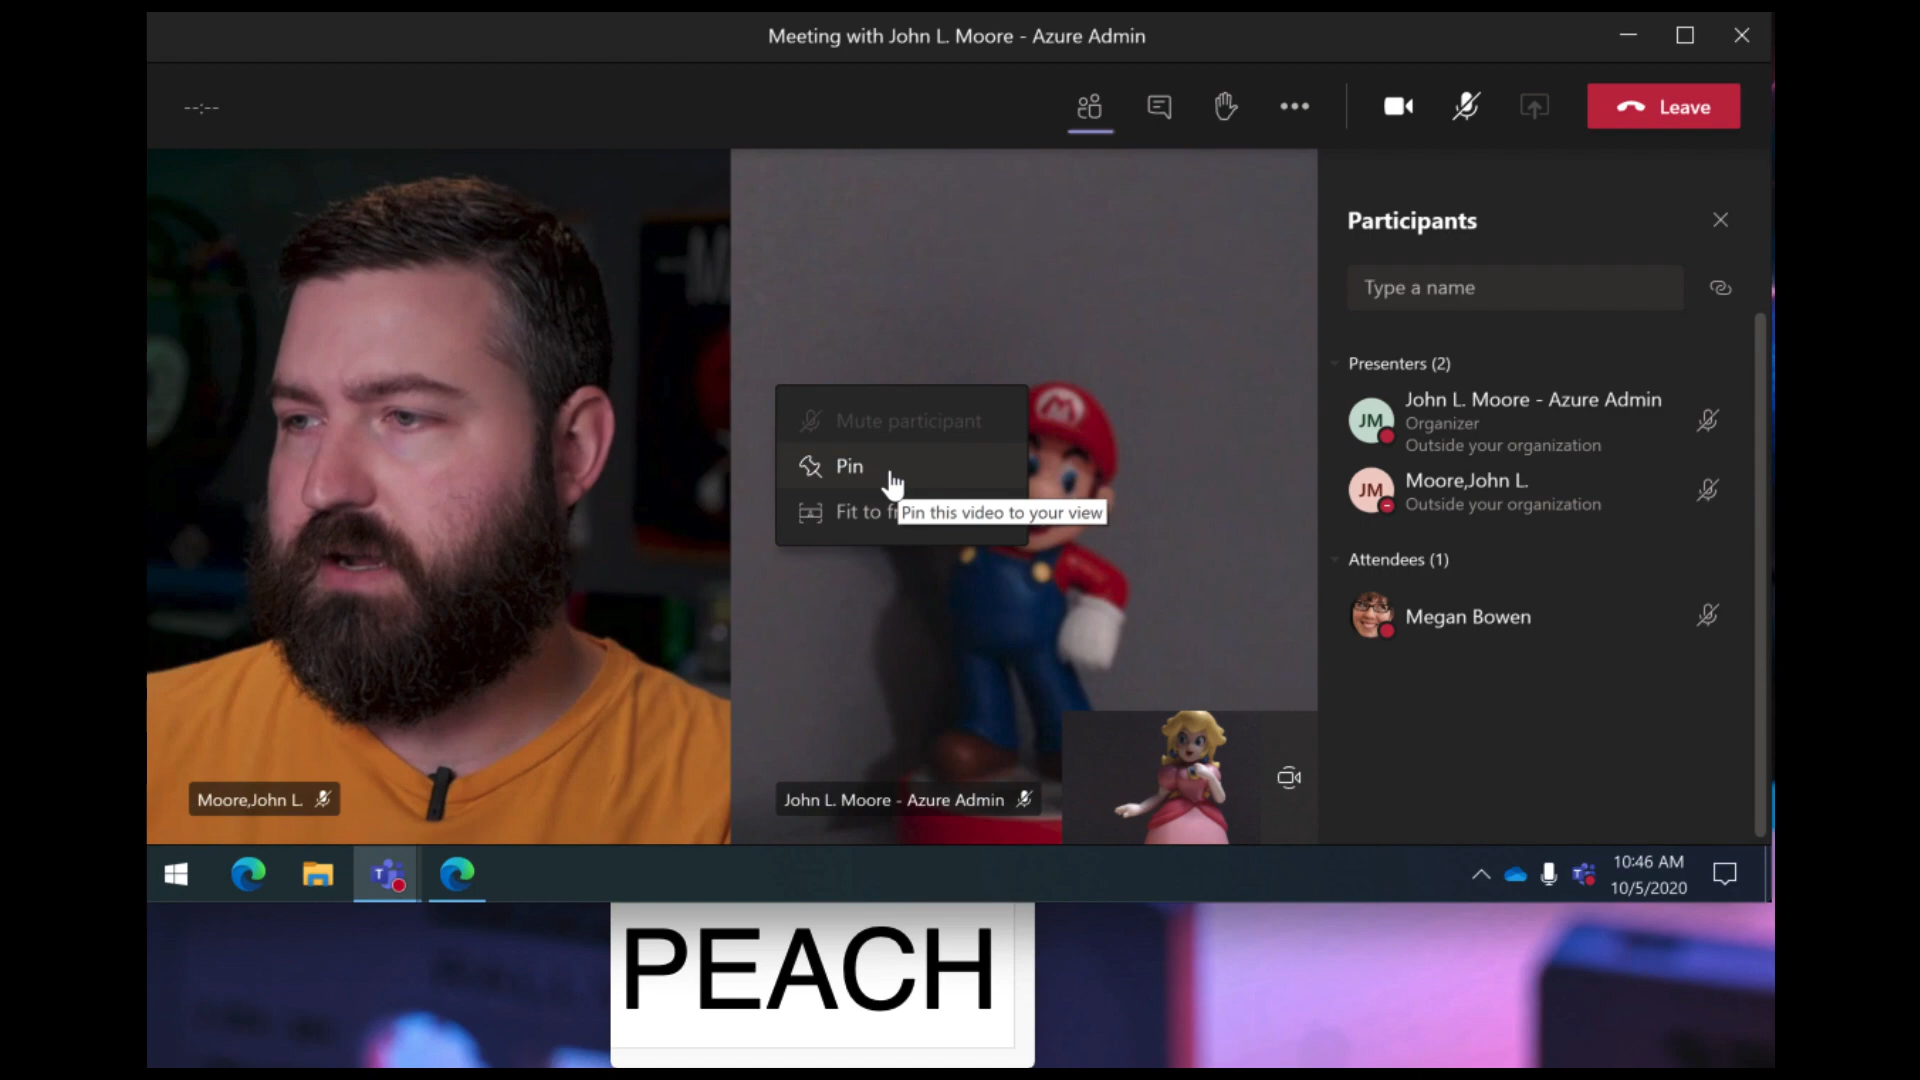 Meeting with John L. Moore - Azure Admin
--:--
Leave
Participants
Type a name
Presenters (2)
JM
John L. Moore - Azure Admin
Organizer
Outside your organization
JM
Moore,John L.
Outside your organization
Attendees (1)
Megan Bowen
Mute participant
Pin
Fit to
Pin this video to your view
M
Moore,John L.
John L. Moore - Azure Admin
T
T
10:46 AM
10/5/2020
PEACH